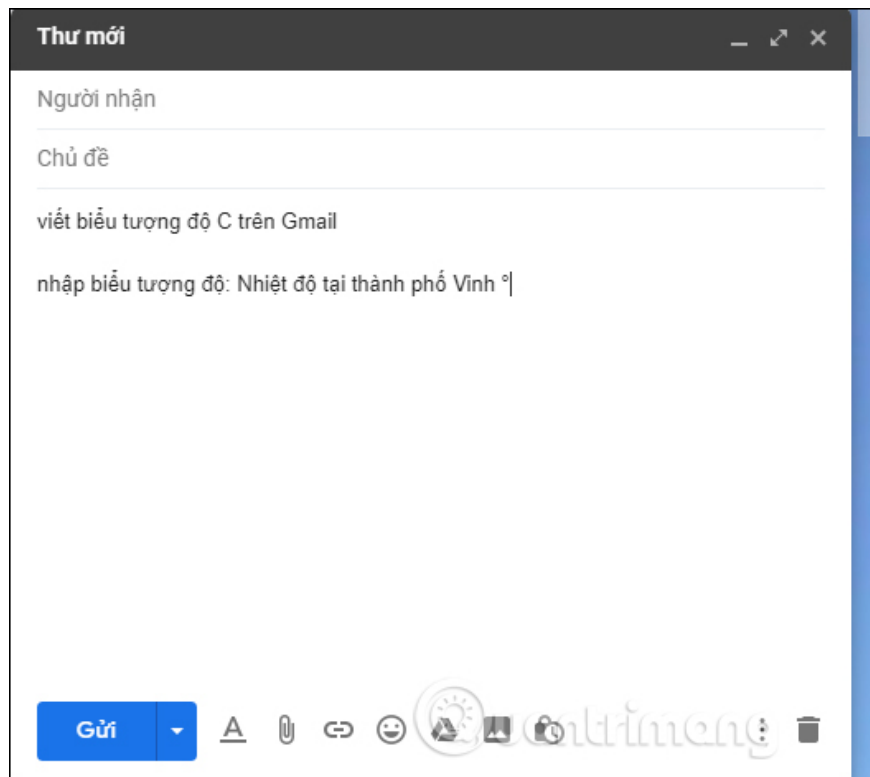 Thư mới
Người nhận
Chủ đề
viết biểu tượng độ C trên Gmail
nhập biểu tượng độ: Nhiệt độ tại thành phố Vinh °
Gửi
uantrimang